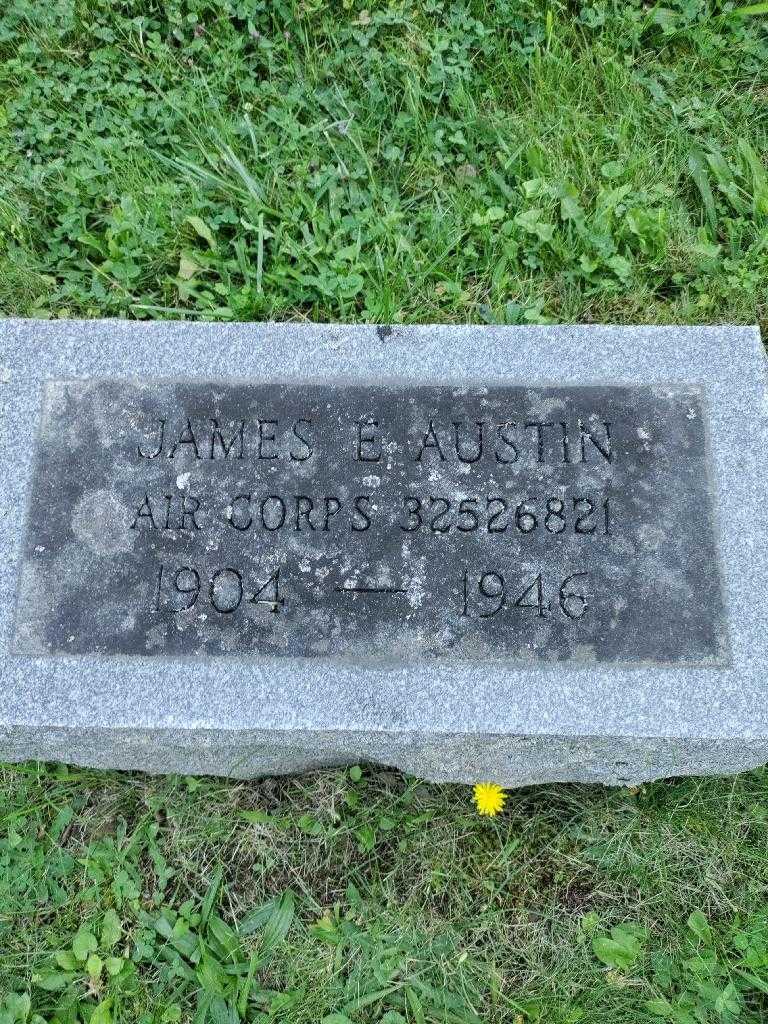 JAMES E AUSTIN
AIR CORPS 32526821
1904 — 1946